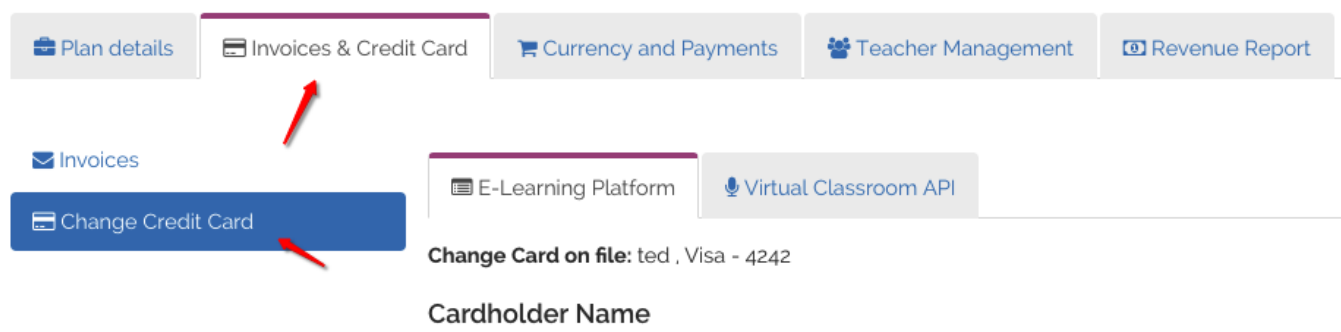 Plan details
Invoices & Credit Card
Currency and Payments
Teacher Management
Revenue Report
Invoices
Change Credit Card
E-Learning Platform
Virtual Classroom API
Change Card on file: ted , Visa - 4242
Cardholder Name